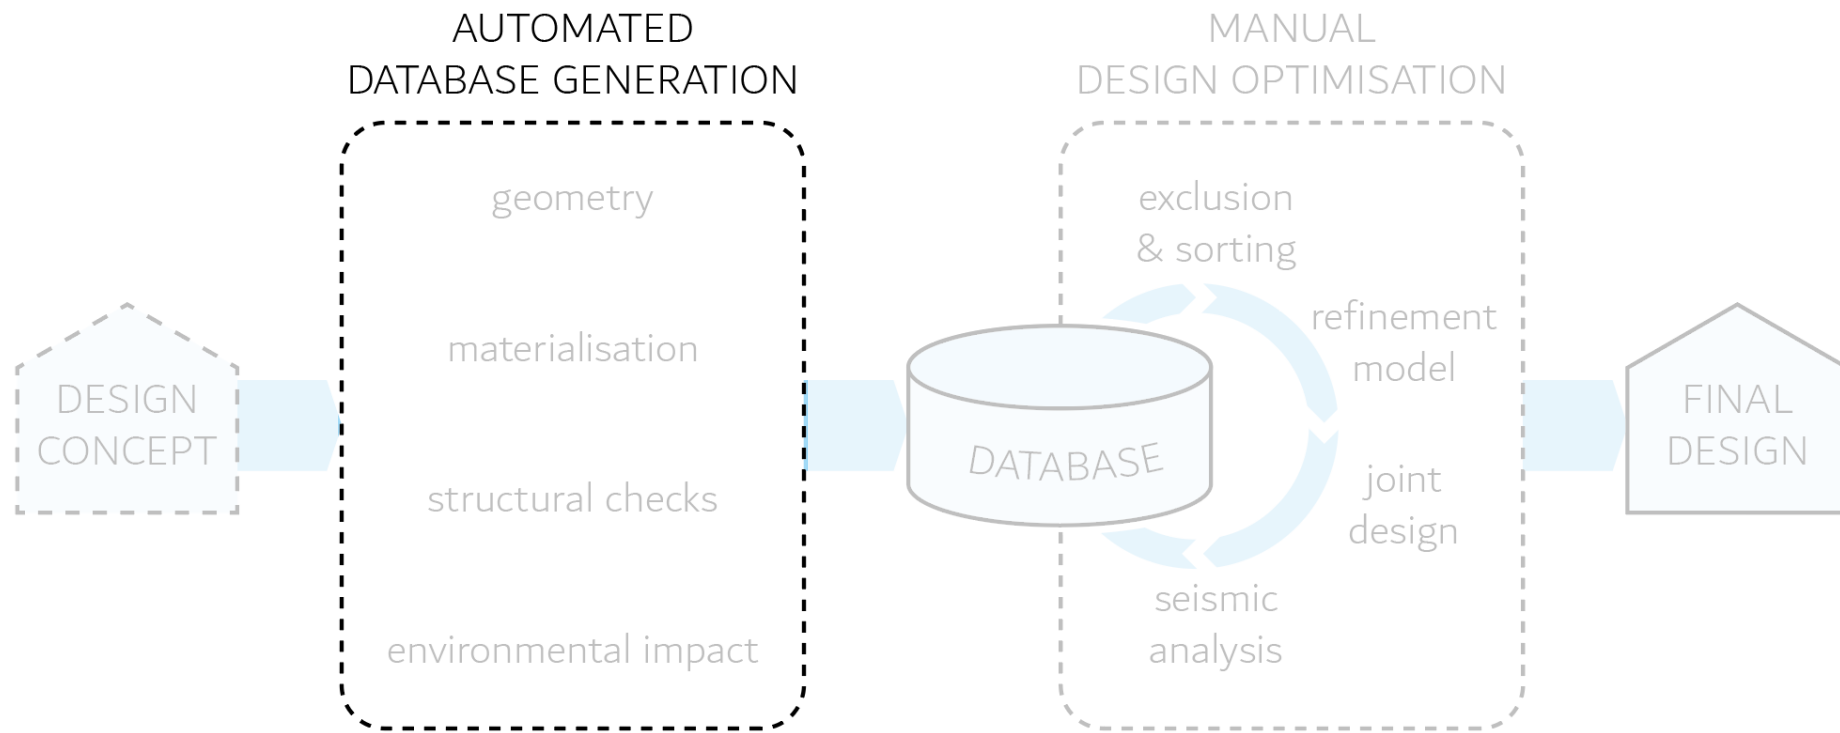 AUTOMATED
DATABASE GENERATION
MANUAL
DESIGN OPTIMISATION
DESIGN
CONCEPT
geometry
materialisation
structural checks
environmental impact
DATABASE
exclusion
& sorting
refinement
model
joint
design
seismic
analysis
FINAL
DESIGN